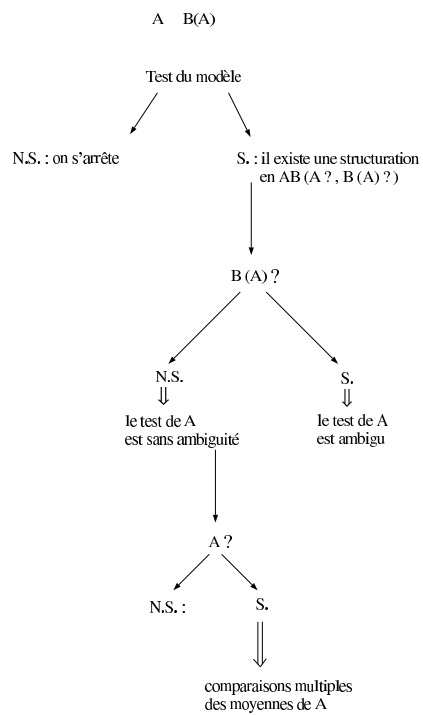 A B(A)
Test du modèle
N.S. : on s'arrête
S. : il existe une structuration
en AB (A ? , B (A) ? )
B (A) ?
N.S.
S.
le test de A
est sans ambiguité
le test de A
est ambigu
A ?
N.S. :
S.
comparaisons multiples
des moyennes de A